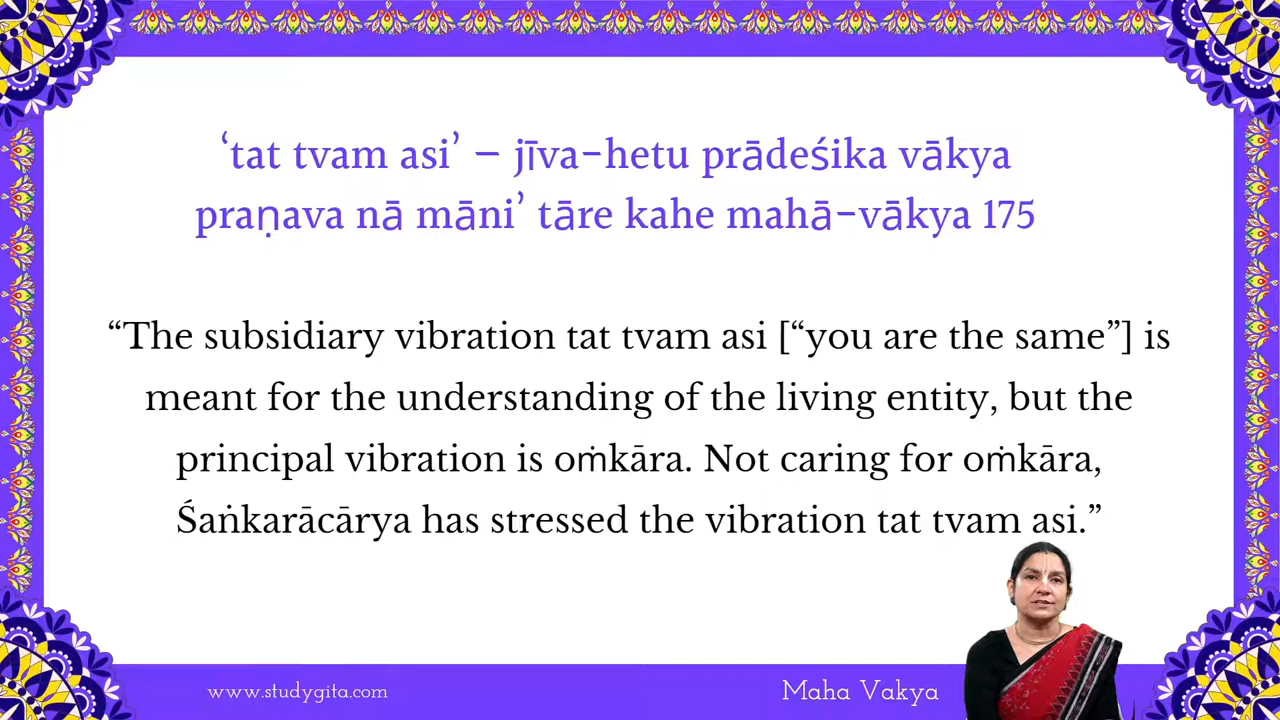 ‘tat tvam asi’ – jīva-hetu prādeśika vākya
praṇava nā māni’ tāre kahe mahā-vākya 175
“The subsidiary vibration tat tvam asi [“you are the same”] is
meant for the understanding of the living entity, but the
principal vibration is oṁkāra. Not caring for oṁkāra,
Śaṅkarācārya has stressed the vibration tat tvam asi.”
www.studygita.com
Maha Vakya